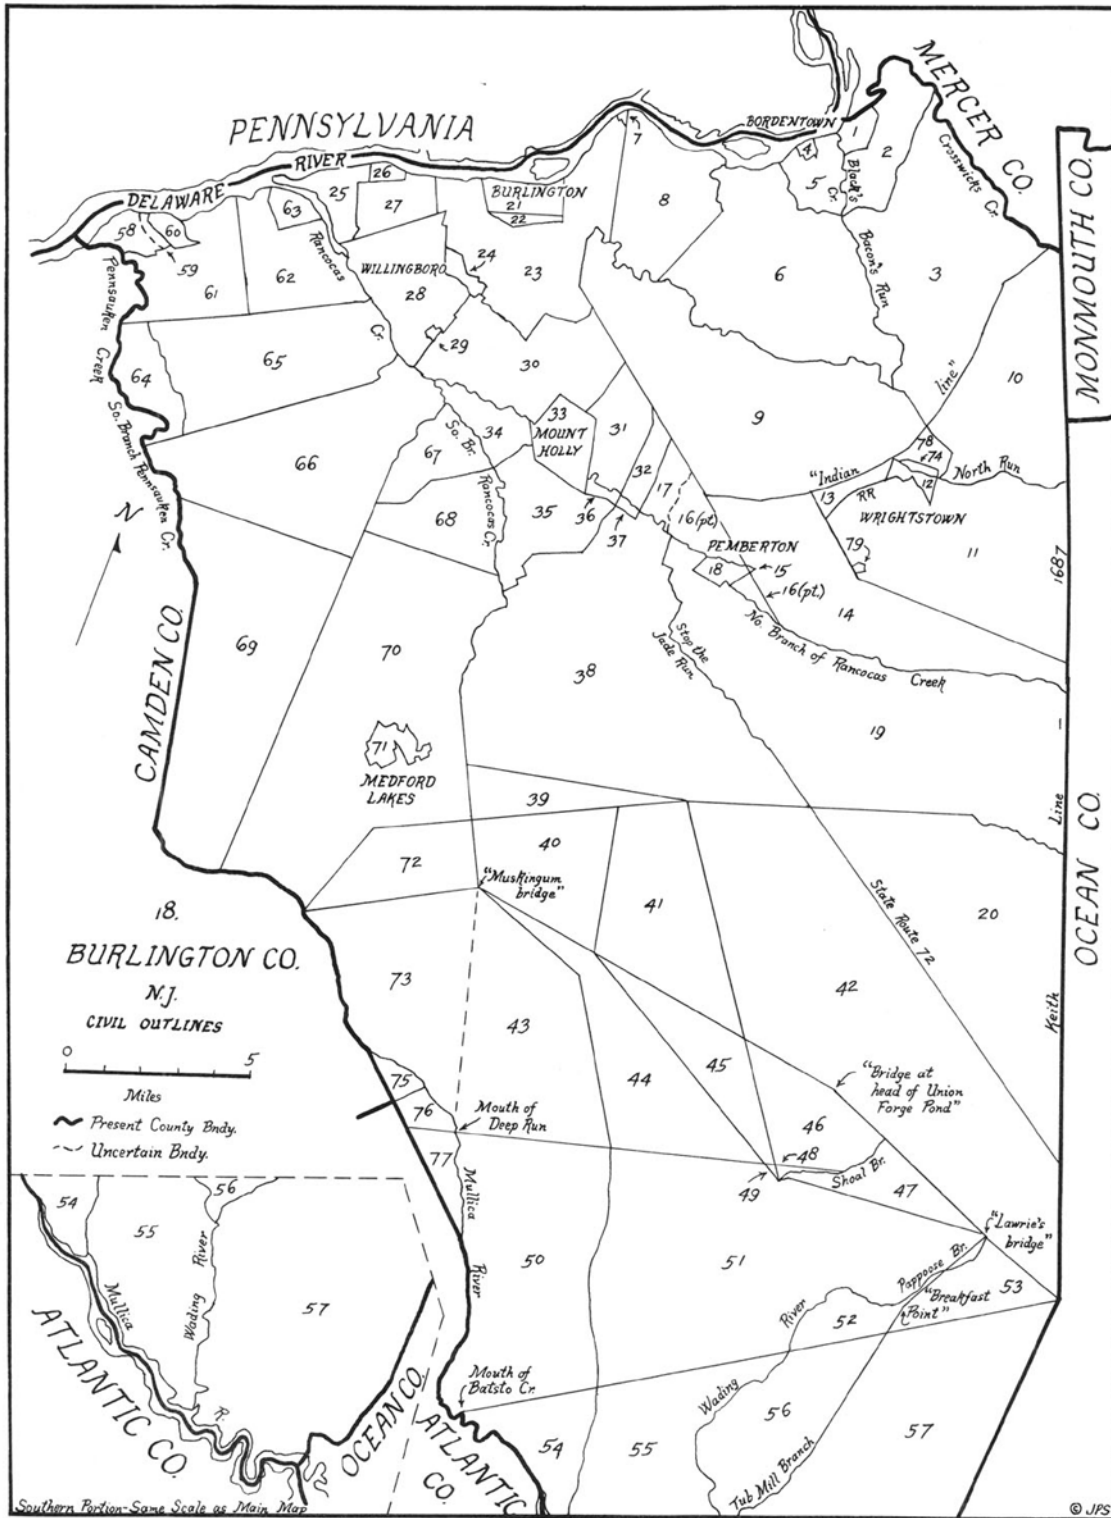 MERCER CO.
PENNSYLVANIA
BORDENTOWN
RIVER
DELAWARE
BURLINGTON
Crosswicks Cr.
MONMOUTH CO.
1
2
4
7
5
Black's
Cr.
26
25
27
21
22
8
63
60
58
59
Rancocas
Cr.
24
23
6
Bacon's Run
3
WILLINGBORO
28
62
61
Pennsauken
Creek
29
30
65
64
"Indian
line"
10
9
33
MOUNT
HOLLY
31
34
67
So. Br.
Rancocas Cr.
So. Branch Pennsauken Cr.
66
32
17
78
74
12
North Run
13
RR
WRIGHTSTOWN
N
68
35
36
37
16(pt)
PEMBERTON
18
15
16(pt.)
79
11
1687
14
CAMDEN CO.
69
70
38
Stop the
Jade Run
No. Branch of Rancocas Creek
19
71
MEDFORD
LAKES
39
Line
OCEAN CO.
72
40
"Muskingum
bridge"
41
State Route 72
20
18.
BURLINGTON CO.
N.J.
CIVIL OUTLINES
0 5
Miles
Present County Bndy.
Uncertain Bndy.
73
43
42
Keith
44
45
75
76
77
Mouth of
Deep Run
"Bridge at
head of Union
Forge Pond"
46
48
Shoal Br.
49
47
Mullica
River
50
51
"Lawrie's
bridge"
Pappoose Br.
"Breakfast
Point"
53
52
Wading
River
Mouth of
Batsto Cr.
54
55
56
57
Tub Mill Branch
ATLANTIC
CO.
54
55
56
Wading River
57
Mullica
R.
ATLANTIC CO.
OCEAN CO.
Southern Portion-Same Scale as Main Map
© JPS